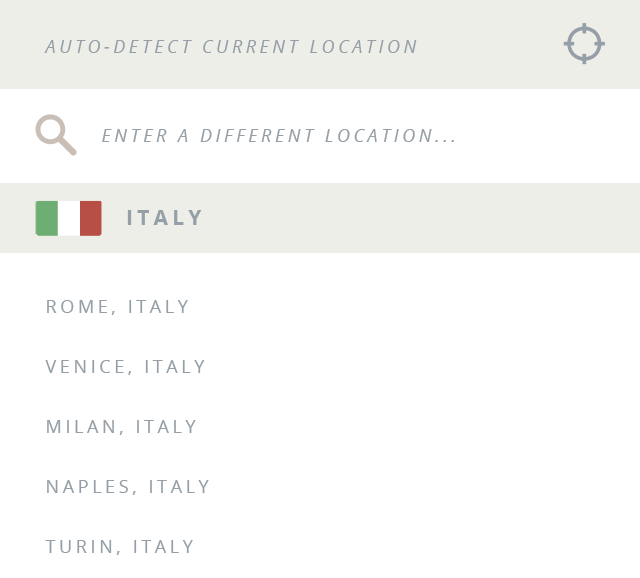 AUTO-DETECT CURRENT LOCATION
ENTER A DIFFERENT LOCATION...
ITALY
ROME, ITALY
VENICE, ITALY
MILAN, ITALY
NAPLES, ITALY
TURIN, ITALY